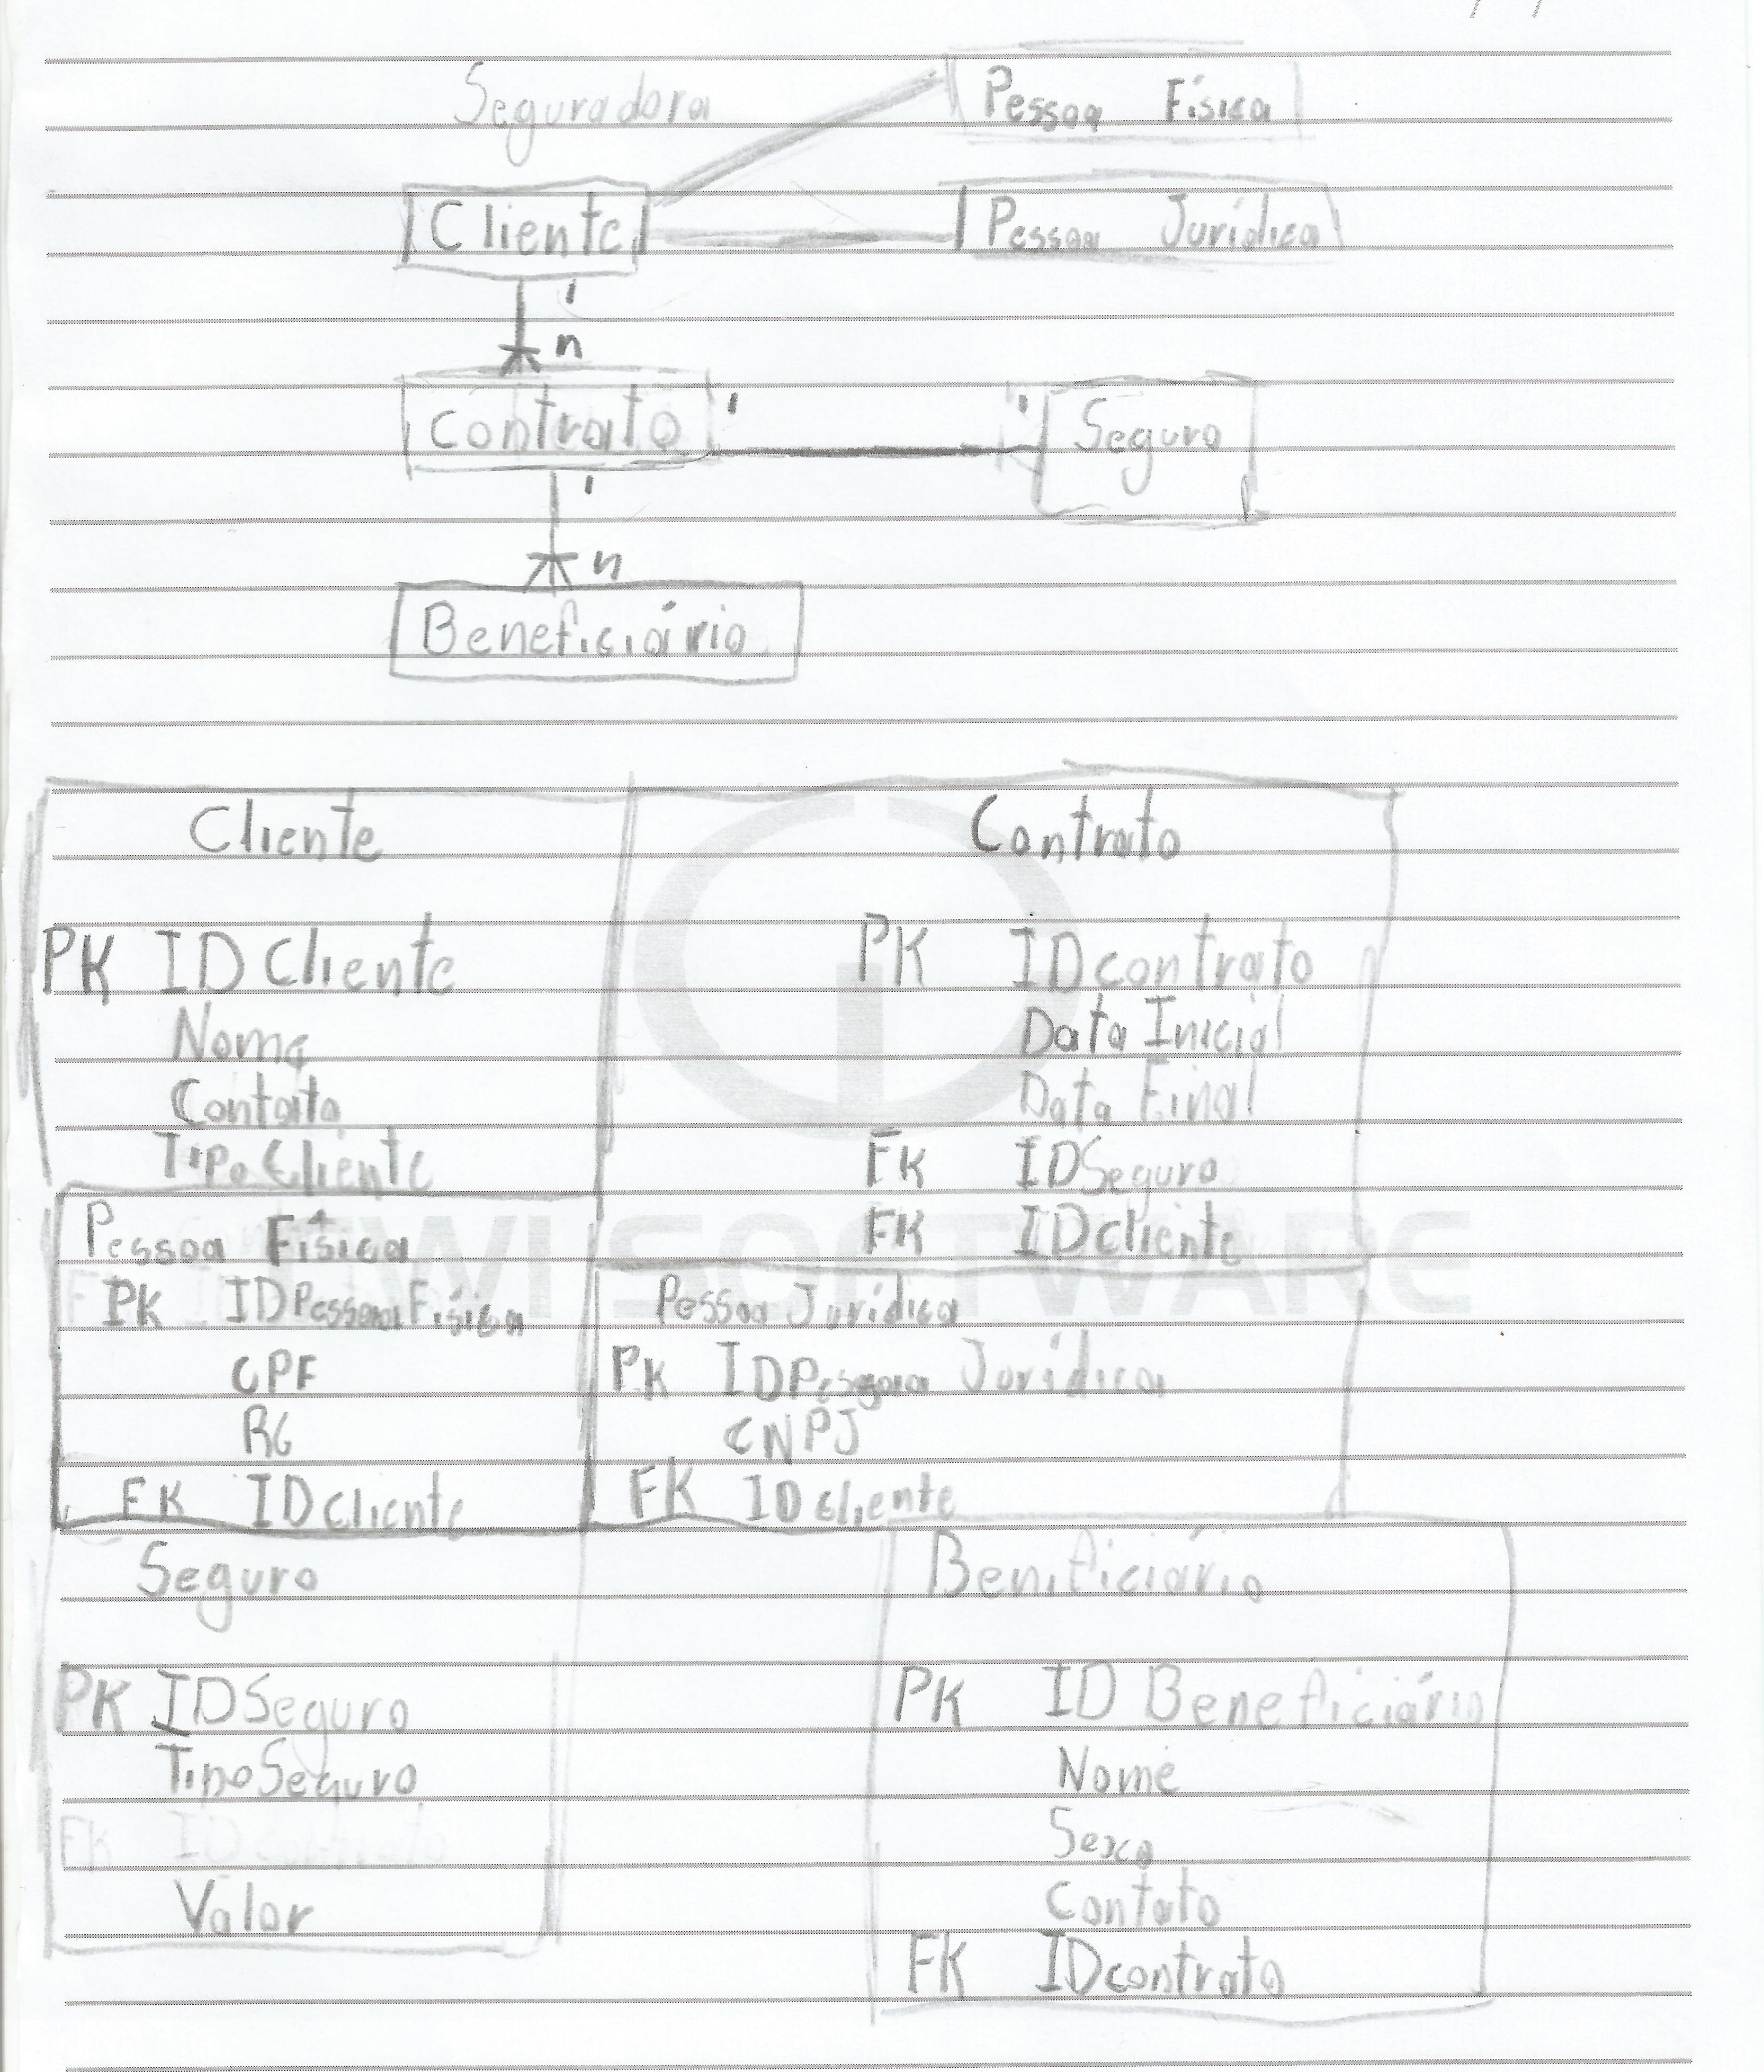 Seguradora
Pessoa Física
Cliente
Pessoa Jurídica
1
n
Contrato
1
1
Seguro
1
n
Beneficiário
Cliente
PK IDCliente
Nome
Contato
TipoCliente
Contrato
PK IDcontrato
Data Inicial
Data Final
FK IDSeguro
FK IDcliente
Pessoa Física
PK IDPessoaFísica
CPF
RG
FK IDcliente
Pessoa Jurídica
PK IDPessoa Jurídica
CNPJ
FK IDcliente
Seguro
PK IDSeguro
TipoSeguro
FK IDcontrato
Valor
Benificiário
PK ID Beneficiário
Nome
Sexo
Contato
FK IDcontrato